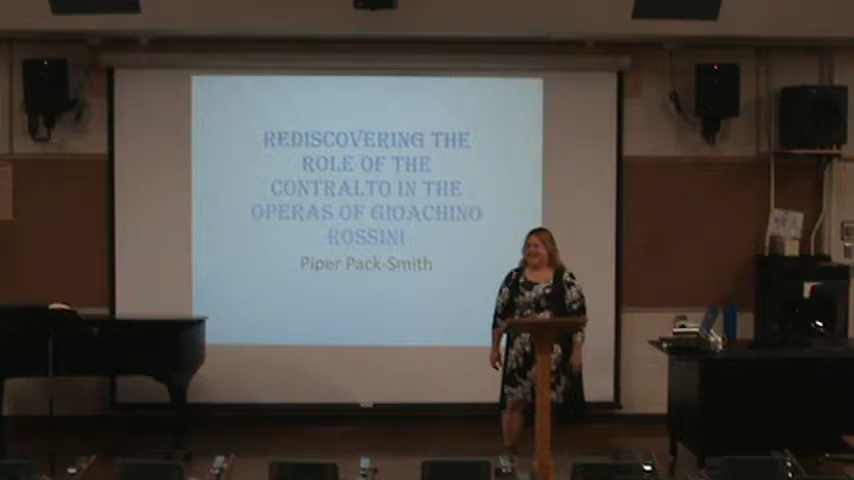 REDISCOVERING THE
ROLE OF THE
CONTRALTO IN THE
OPERAS OF GIOACHINO
ROSSINI
Piper Pack-Smith